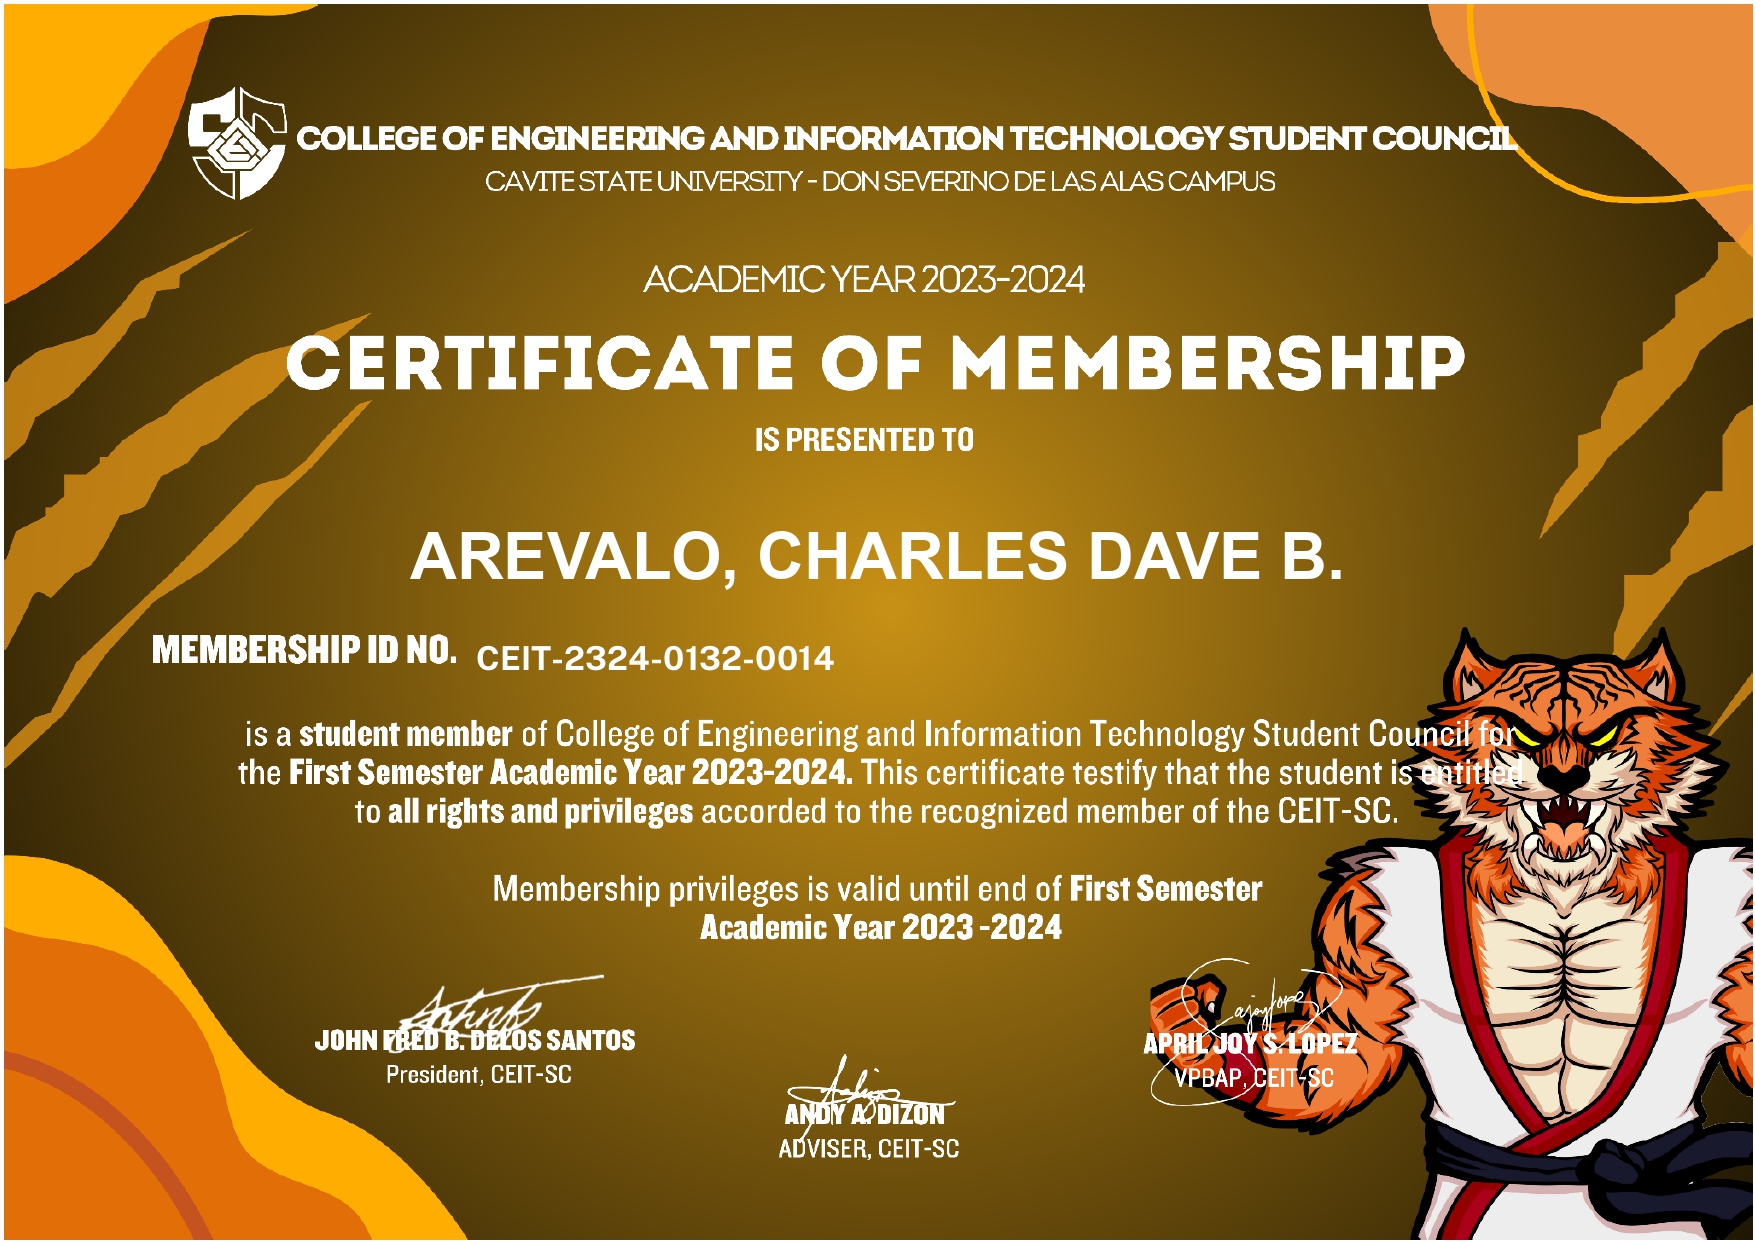 COLLEGE OF ENGINEERING AND INFORMATION TECHNOLOGY STUDENT COUNCIL
CAVITE STATE UNIVERSITY - DON SEVERINO DE LAS ALAS CAMPUS
ACADEMIC YEAR 2023-2024
CERTIFICATE OF MEMBERSHIP
IS PRESENTED TO
AREVALO, CHARLES DAVE B.
MEMBERSHIP ID NO. CEIT-2324-0132-0014
is a student member of College of Engineering and Information Technology Student Council for
the First Semester Academic Year 2023-2024. This certificate testify that the student is entitled
to all rights and privileges accorded to the recognized member of the CEIT-SC.
Membership privileges is valid until end of First Semester
Academic Year 2023 -2024
JOHN FRED B. DELOS SANTOS
President, CEIT-SC
APRIL JOY S. LOPEZ
VPBAP, CEIT-SC
ANDY A. DIZON
ADVISER, CEIT-SC